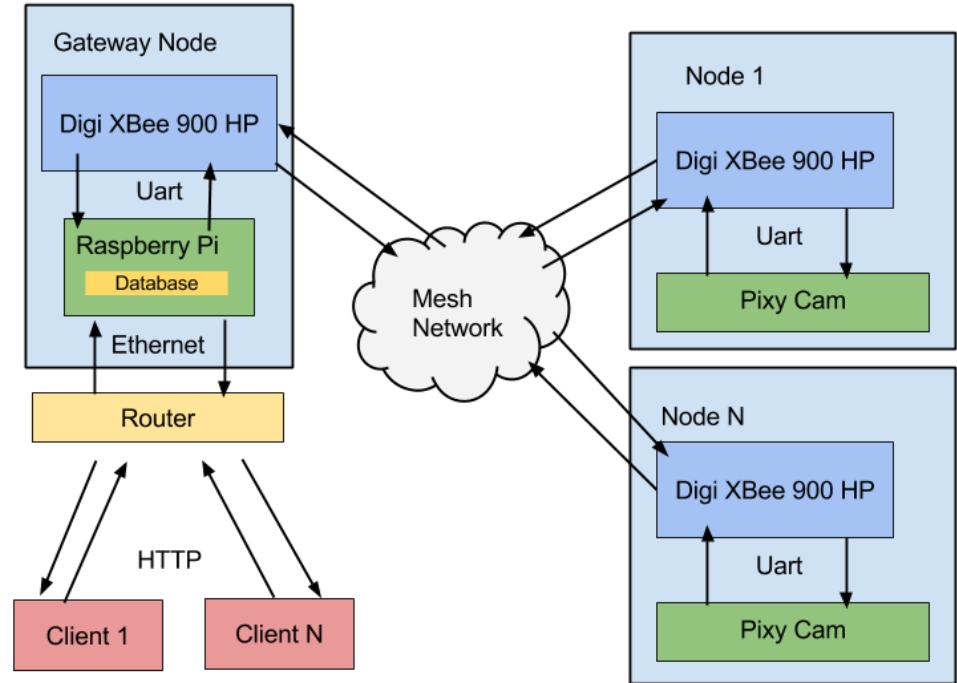 Gateway Node
Digi XBee 900 HP
Uart
Raspberry Pi
Database
Ethernet
Router
HTTP
Client 1
Client N
Mesh
Network
Node 1
Digi XBee 900 HP
Uart
Pixy Cam
Node N
Digi XBee 900 HP
Uart
Pixy Cam